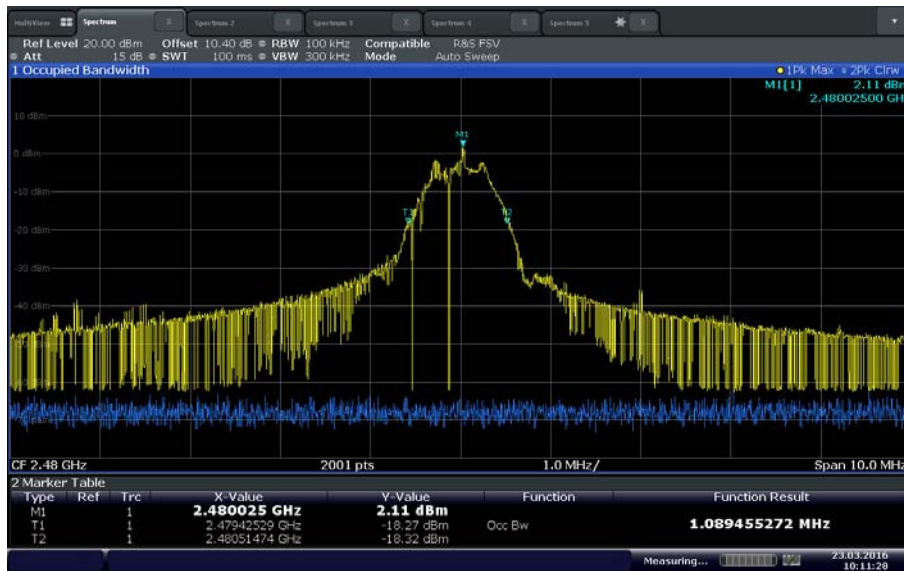 MultiView Spectrum X Spectrum 2 X Spectrum 3 X Spectrum 4 X Spectrum 5 X
Ref Level 20.00 dBm Offset 10.40 dB RBW 100 kHz Compatible R&S FSV
Att 15 dB SWT 100 ms VBW 300 kHz Mode Auto Sweep
1 Occupied Bandwidth 1Pk Max 2Pk Clrw
M1[1] 2.11 dBm
2.48002500 GH
10 dBm
M1
0 dBm
-10 dBm
T1 T2
-20 dBm
-30 dBm
-40 dBm
CF 2.48 GHz 2001 pts 1.0 MHz/ Span 10.0 MHz
2 Marker Table
Type Ref Trc X-Value Y-Value Function Function Result
M1 1 2.480025 GHz 2.11 dBm
T1 1 2.47942529 GHz -18.27 dBm Occ Bw 1.089455272 MHz
T2 1 2.48051474 GHz -18.32 dBm
Measuring... 23.03.2016
10:11:28